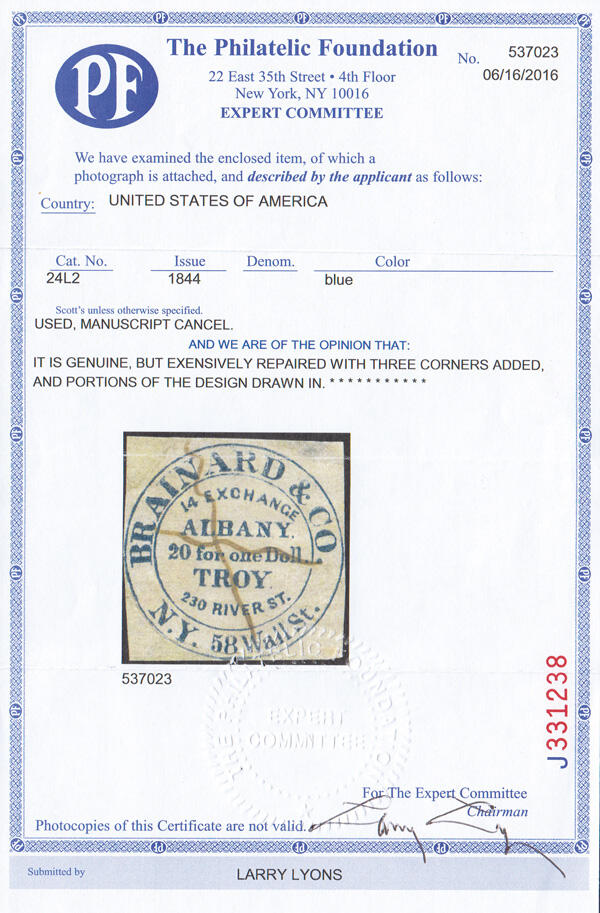 PF
The Philatelic Foundation
No. 537023
22 East 35th Street • 4th Floor
06/16/2016
New York, NY 10016
EXPERT COMMITTEE
We have examined the enclosed item, of which a
photograph is attached, and described by the applicant as follows:
Country: UNITED STATES OF AMERICA
Cat. No. Issue Denom. Color
24L2 1844 blue
Scott's unless otherwise specified.
USED, MANUSCRIPT CANCEL.
AND WE ARE OF THE OPINION THAT:
IT IS GENUINE, BUT EXENSIVELY REPAIRED WITH THREE CORNERS ADDED,
AND PORTIONS OF THE DESIGN DRAWN IN. * * * * * * * * * * *
BRAINARD & CO
14 EXCHANGE
ALBANY.
20 for one Doll.
TROY.
230 RIVER ST.
N.Y. 58 Wall St.
537023
THE PHILATELIC FOUNDATION
EXPERT
COMMITTEE
J331238
For The Expert Committee
Chairman
Photocopies of this Certificate are not valid.
Submitted by
LARRY LYONS